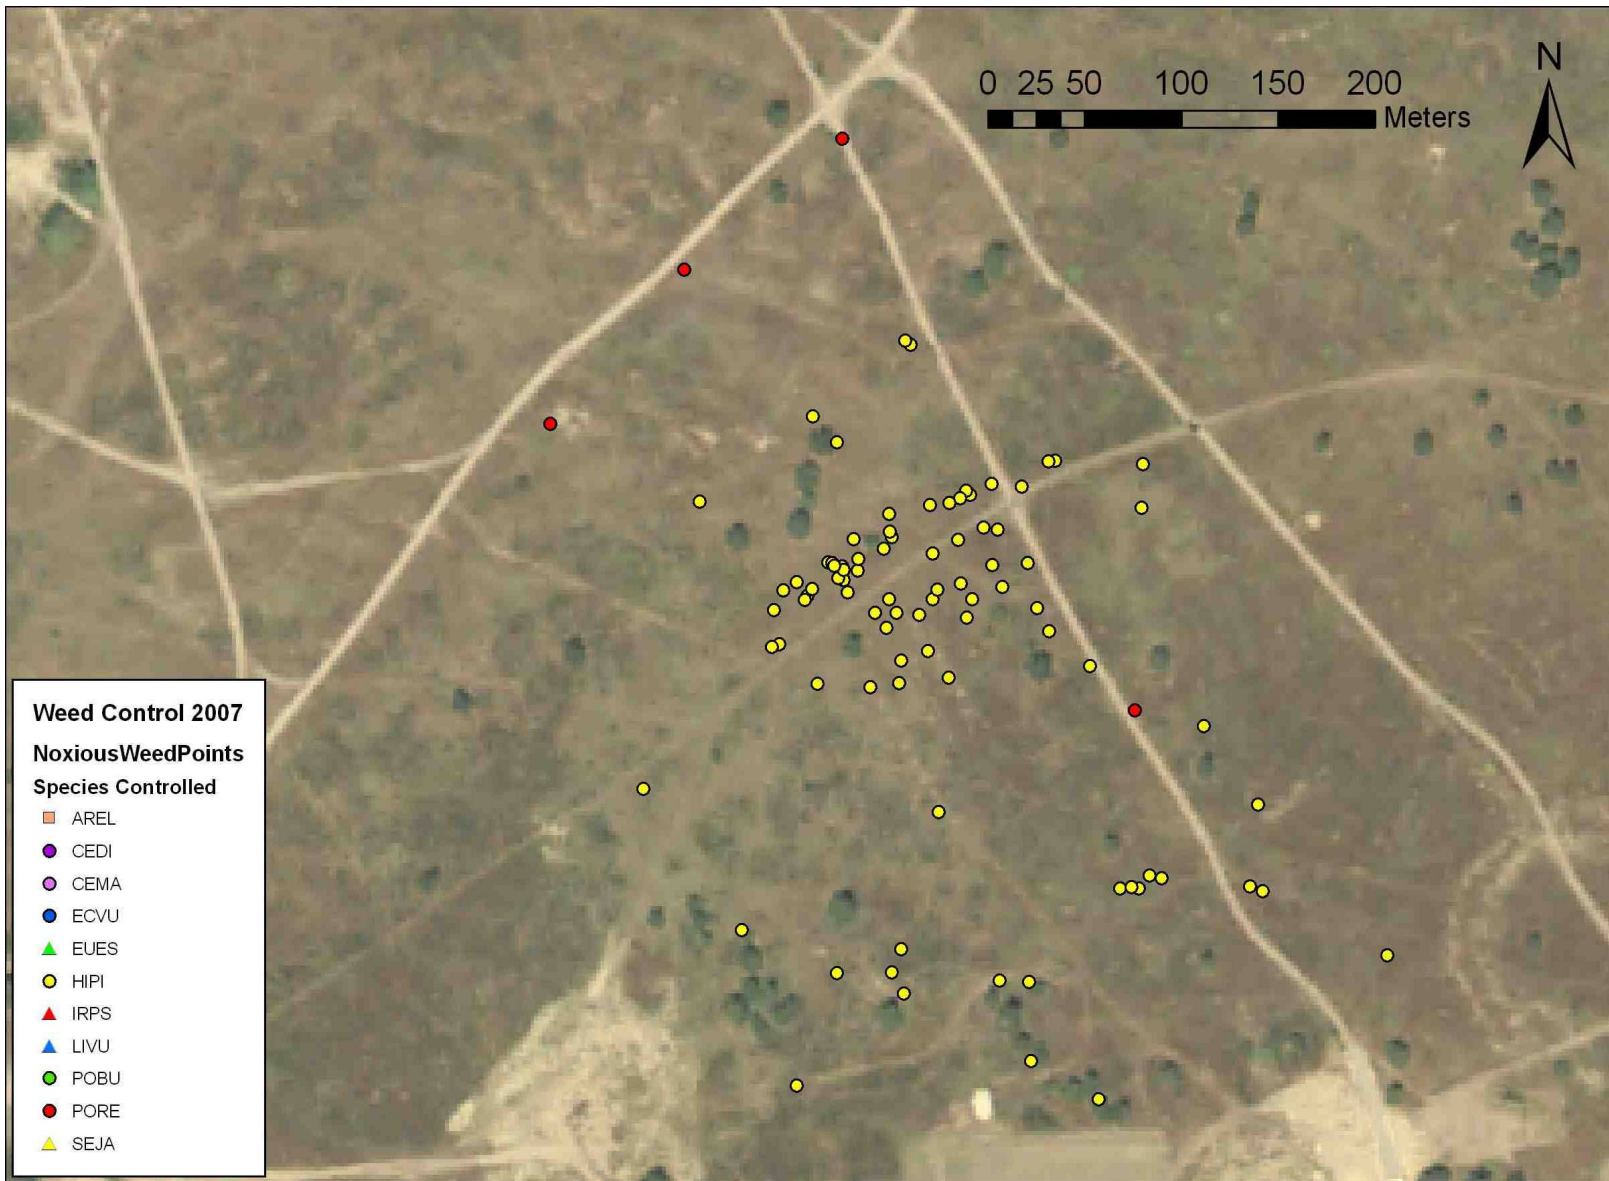 N
0 25 50 100 150 200
Meters
Weed Control 2007
NoxiousWeedPoints
Species Controlled
AREL
CEDI
CEMA
ECVU
EUES
HIPI
IRPS
LIVU
POBU
PORE
SEJA